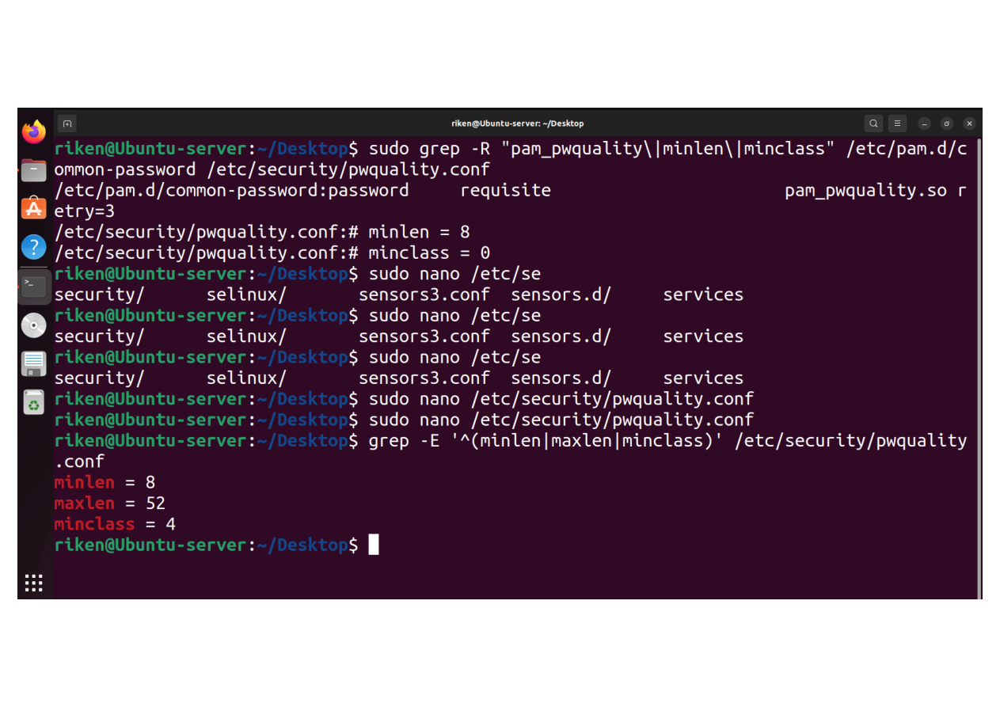 riken@Ubuntu-server: ~/Desktop
riken@Ubuntu-server:~/Desktop$ sudo grep -R "pam_pwquality\|minlen\|minclass" /etc/pam.d/c
ommon-password /etc/security/pwquality.conf
/etc/pam.d/common-password:password     requisite                       pam_pwquality.so r
etry=3
/etc/security/pwquality.conf:# minlen = 8
/etc/security/pwquality.conf:# minclass = 0
riken@Ubuntu-server:~/Desktop$ sudo nano /etc/se
security/      selinux/       sensors3.conf  sensors.d/     services
riken@Ubuntu-server:~/Desktop$ sudo nano /etc/se
security/      selinux/       sensors3.conf  sensors.d/     services
riken@Ubuntu-server:~/Desktop$ sudo nano /etc/se
security/      selinux/       sensors3.conf  sensors.d/     services
riken@Ubuntu-server:~/Desktop$ sudo nano /etc/security/pwquality.conf
riken@Ubuntu-server:~/Desktop$ sudo nano /etc/security/pwquality.conf
riken@Ubuntu-server:~/Desktop$ grep -E '^(minlen|maxlen|minclass)' /etc/security/pwquality
.conf
minlen = 8
maxlen = 52
minclass = 4
riken@Ubuntu-server:~/Desktop$